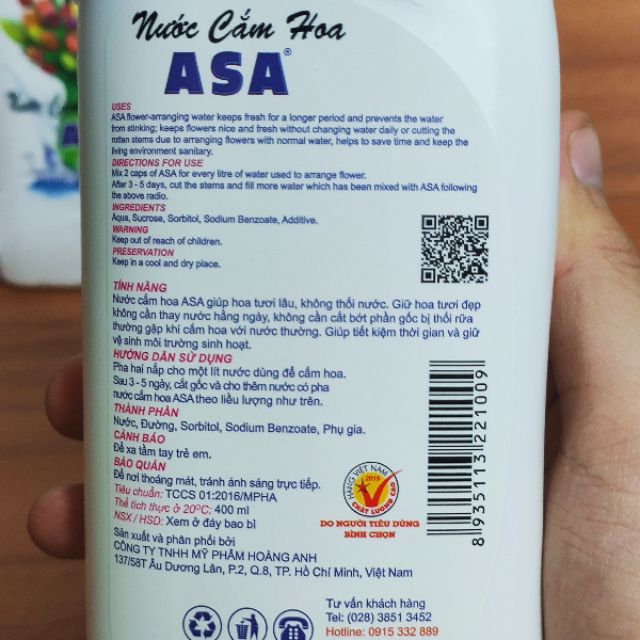 Nước Cắm Hoa
ASA®
USES
ASA flower-arranging water keeps fresh for a longer period and prevents the water
from stinking; keeps flowers nice and fresh without changing water daily or cutting the
rotten stems due to arranging flowers with normal water, helps to save time and keep the
living environment sanitary.
DIRECTIONS FOR USE
Mix 2 caps of ASA for every litre of water used to arrange flower.
After 3 - 5 days, cut the stems and fill more water which has been mixed with ASA following
the above radio.
INGREDIENTS
Aqua, Sucrose, Sorbitol, Sodium Benzoate, Additive.
WARNING
Keep out of reach of children.
PRESERVATION
Keep in a cool and dry place.
TÍNH NĂNG
Nước cắm hoa ASA giúp hoa tươi lâu, không thối nước. Giữ hoa tươi đẹp
không cần thay nước hằng ngày, không cần cắt bớt phần gốc bị thối rữa
thường gặp khi cắm hoa với nước thường. Giúp tiết kiệm thời gian và giữ
vệ sinh môi trường sinh hoạt.
HƯỚNG DẪN SỬ DỤNG
Pha hai nắp cho một lít nước dùng để cắm hoa.
Sau 3 - 5 ngày, cắt gốc và cho thêm nước có pha
nước cắm hoa ASA theo liều lượng như trên.
THÀNH PHẦN
Nước, Đường, Sorbitol, Sodium Benzoate, Phụ gia.
CẢNH BÁO
Để xa tầm tay trẻ em.
BẢO QUẢN
Để nơi thoáng mát, tránh ánh sáng trực tiếp.
Tiêu chuẩn: TCCS 01:2016/MPHA
Thể tích thực ở 20ºC: 400 ml
NSX / HSD: Xem ở đáy bao bì
Sản xuất và phân phối bởi
CÔNG TY TNHH MỸ PHẨM HOÀNG ANH
137/58T Âu Dương Lân, P.2, Q.8, TP. Hồ Chí Minh, Việt Nam
HÀNG VIỆT NAM
2019
CHẤT LƯỢNG CAO
DO NGƯỜI TIÊU DÙNG
BÌNH CHỌN
8935113221009
Tư vấn khách hàng
Tel: (028) 3851 3452
Hotline: 0915 332 889
Nước C
A